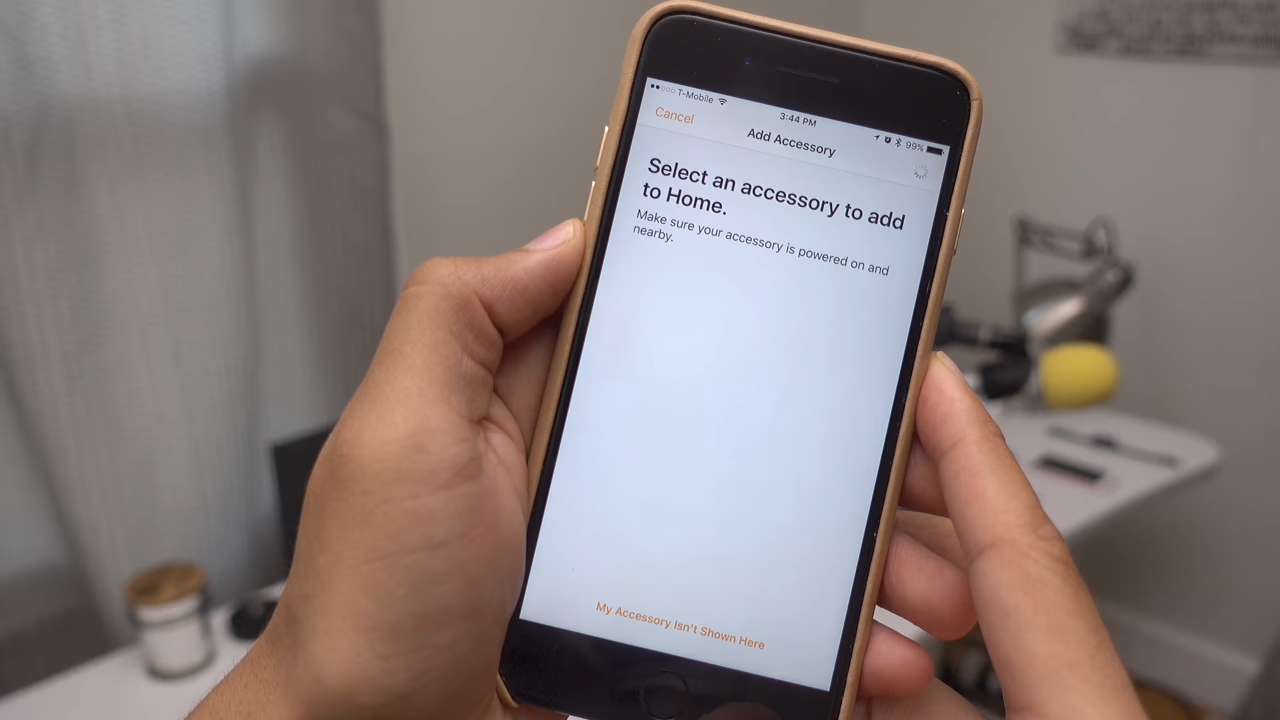 T-Mobile
3:44 PM
99%
Cancel
Add Accessory
Select an accessory to add
to Home.
Make sure your accessory is powered on and
nearby.
My Accessory Isn't Shown Here